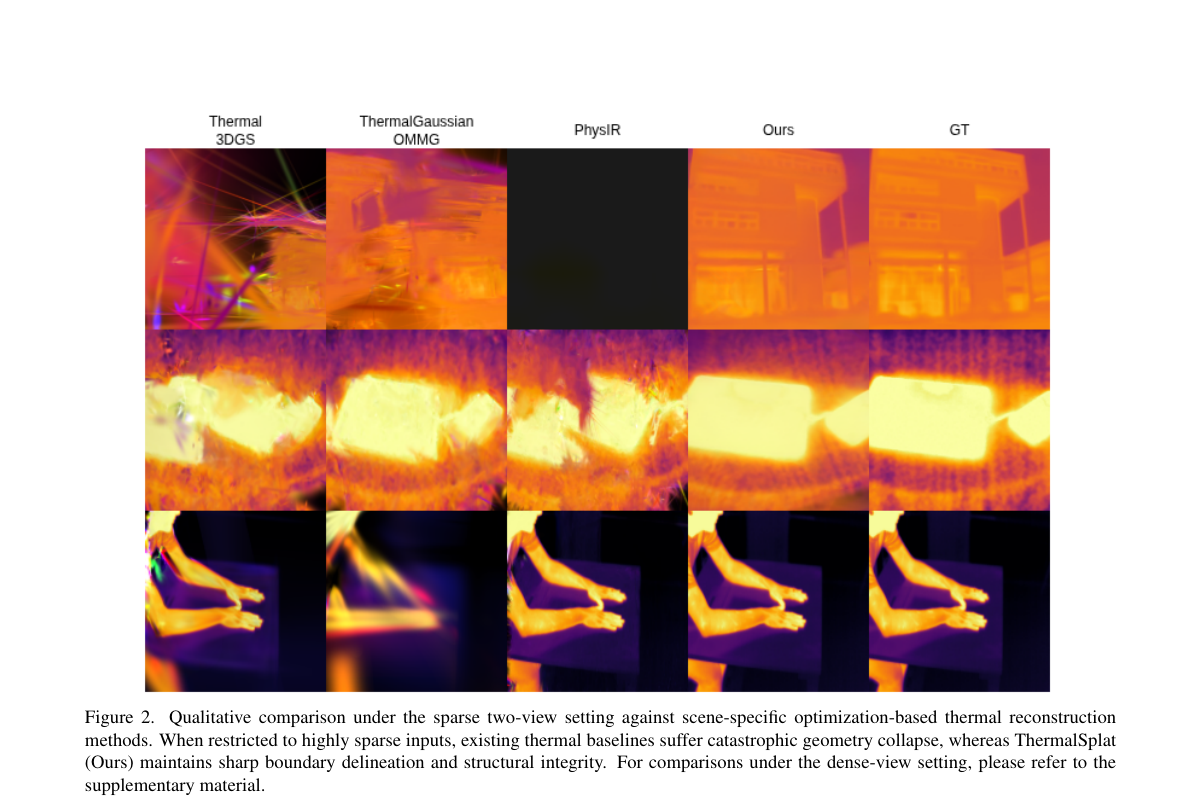 Thermal
3DGS
ThermalGaussian
OMMG
PhysIR
Ours
GT
Figure 2. Qualitative comparison under the sparse two-view setting against scene-specific optimization-based thermal reconstruction
methods. When restricted to highly sparse inputs, existing thermal baselines suffer catastrophic geometry collapse, whereas ThermalSplat
(Ours) maintains sharp boundary delineation and structural integrity. For comparisons under the dense-view setting, please refer to the
supplementary material.